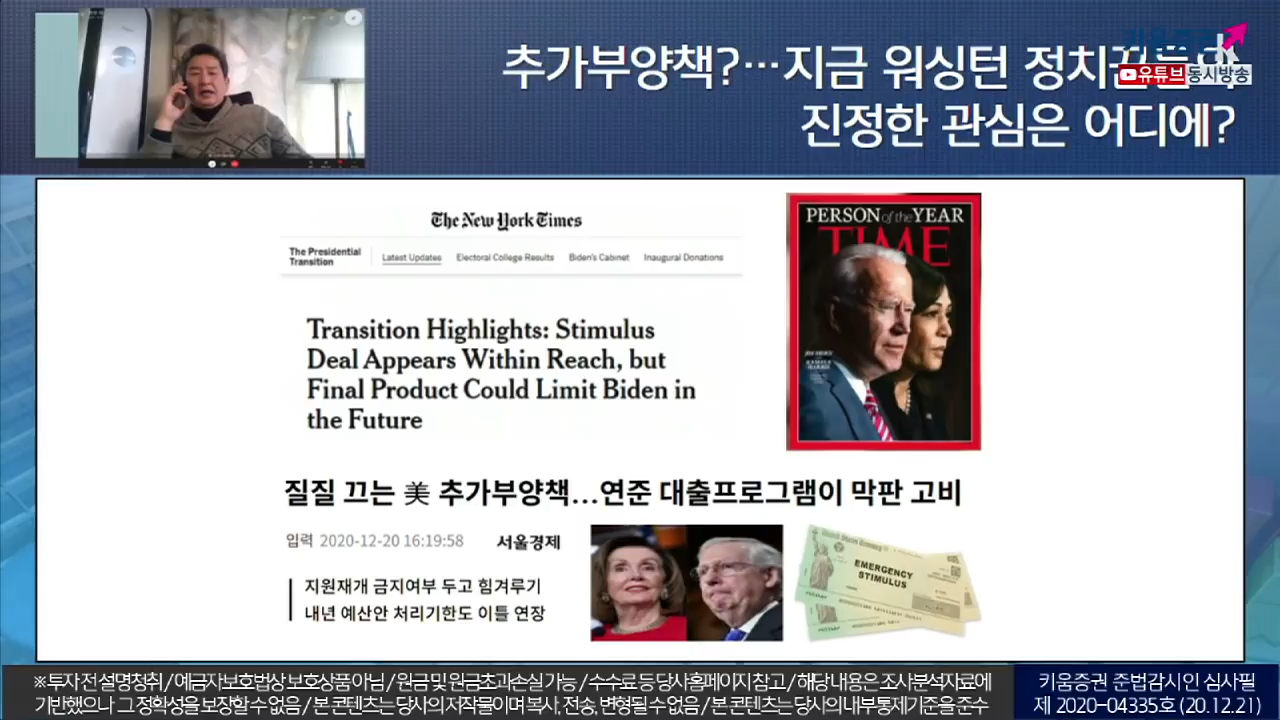 추가부양책?…지금 워싱턴
진정한 관심은 어디에?
키움증권
유튜브 동시방송
The New York Times
The Presidential
Transition
Latest Updates Electoral College Results Biden's Cabinet Inaugural Donations
Transition Highlights: Stimulus
Deal Appears Within Reach, but
Final Product Could Limit Biden in
the Future
PERSON of the YEAR
TIME
JOE BIDEN
KAMALA
HARRIS
질질 끄는 美 추가부양책...연준 대출프로그램이 막판 고비
입력 2020-12-20 16:19:58 서울경제
지원재개 금지여부 두고 힘겨루기
내년 예산안 처리기한도 이틀 연장
EMERGENCY
STIMULUS
※ 투자 전 설명청취 / 예금자보호법상 보호상품 아님 / 원금 및 원금초과손실 가능 / 수수료 등 당사홈페이지 참고 / 해당 내용은 조사분석자료에
기반했으나 그 정확성을 보장할 수 없음 / 본 콘텐츠는 당사의 저작물이며 복사, 전송, 변형될 수 없음 / 본 콘텐츠는 당사의 내부통제기준을 준수
키움증권 준법감시인 심사필
제 2020-04335호 (20.12.21)